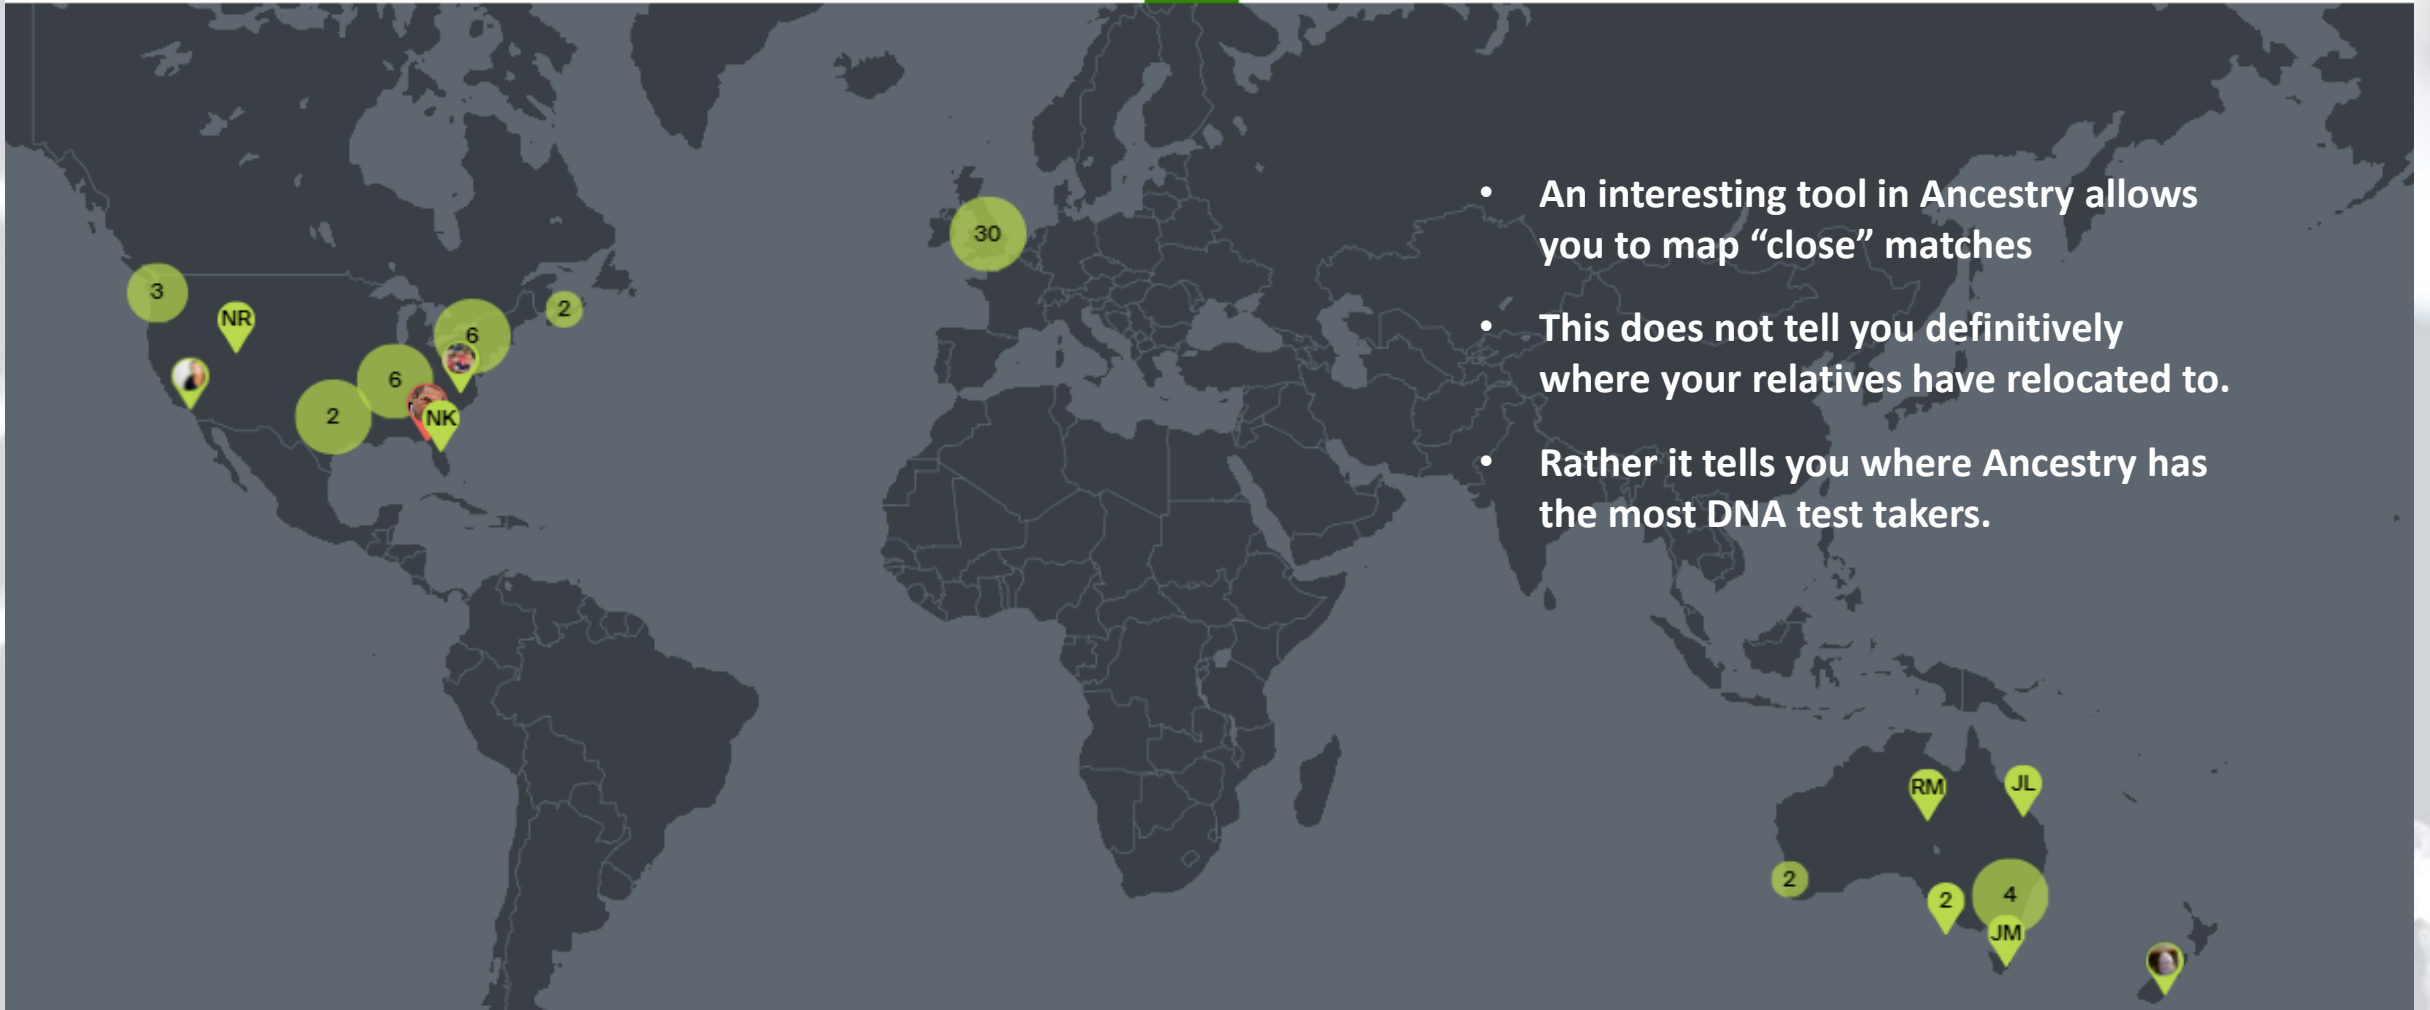 30
3
NR
2
6
6
2
NK
• An interesting tool in Ancestry allows
you to map “close” matches
• This does not tell you definitively
where your relatives have relocated to.
• Rather it tells you where Ancestry has
the most DNA test takers.
RM
JL
2
2
4
JM